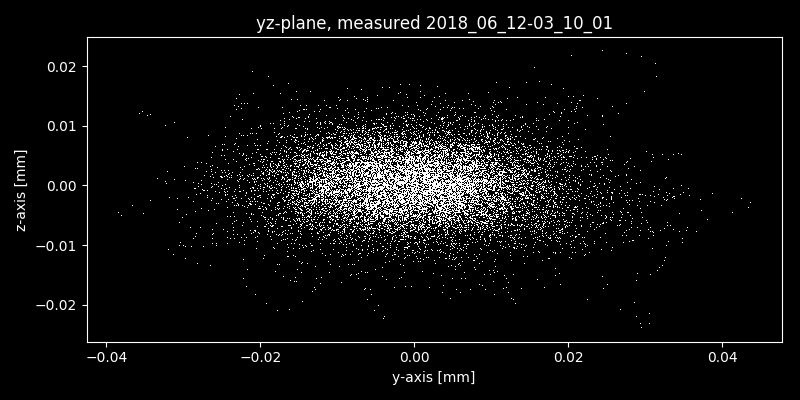 yz-plane, measured 2018_06_12-03_10_01
0.02
0.01
0.00
−0.01
−0.02
z-axis [mm]
−0.04 −0.02 0.00 0.02 0.04
y-axis [mm]